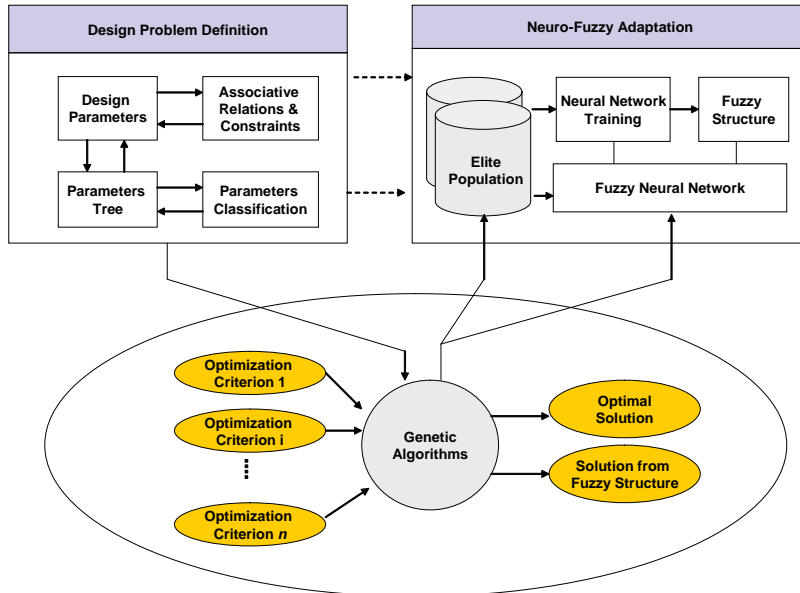 Design Problem Definition
Neuro-Fuzzy Adaptation
Design
Parameters
Associative
Relations &
Constraints
Parameters
Tree
Parameters
Classification
Elite
Population
Neural Network
Training
Fuzzy
Structure
Fuzzy Neural Network
Optimization
Criterion 1
Optimization
Criterion i
Optimization
Criterion n
Genetic
Algorithms
Optimal
Solution
Solution from
Fuzzy Structure